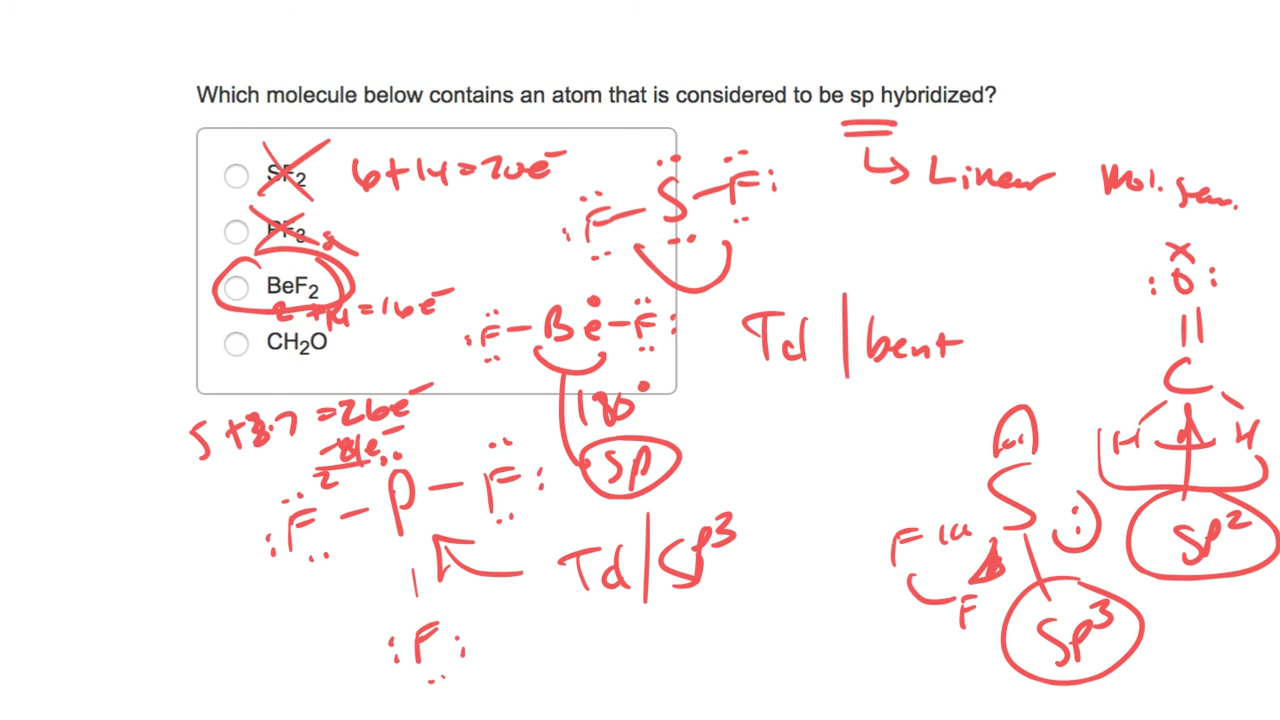 Which molecule below contains an atom that is considered to be sp hybridized?
SF2 6+14=20e-
Linear Mol. Geo.
F-S-F
PF3
BeF2
2+14=16e-
F-Be-F
Td | bent
CH2O
180°
sp
5+3·7=26e-
F-P-F
F
Td/sp3
O
C
H H
sp2
S
F
F
sp3